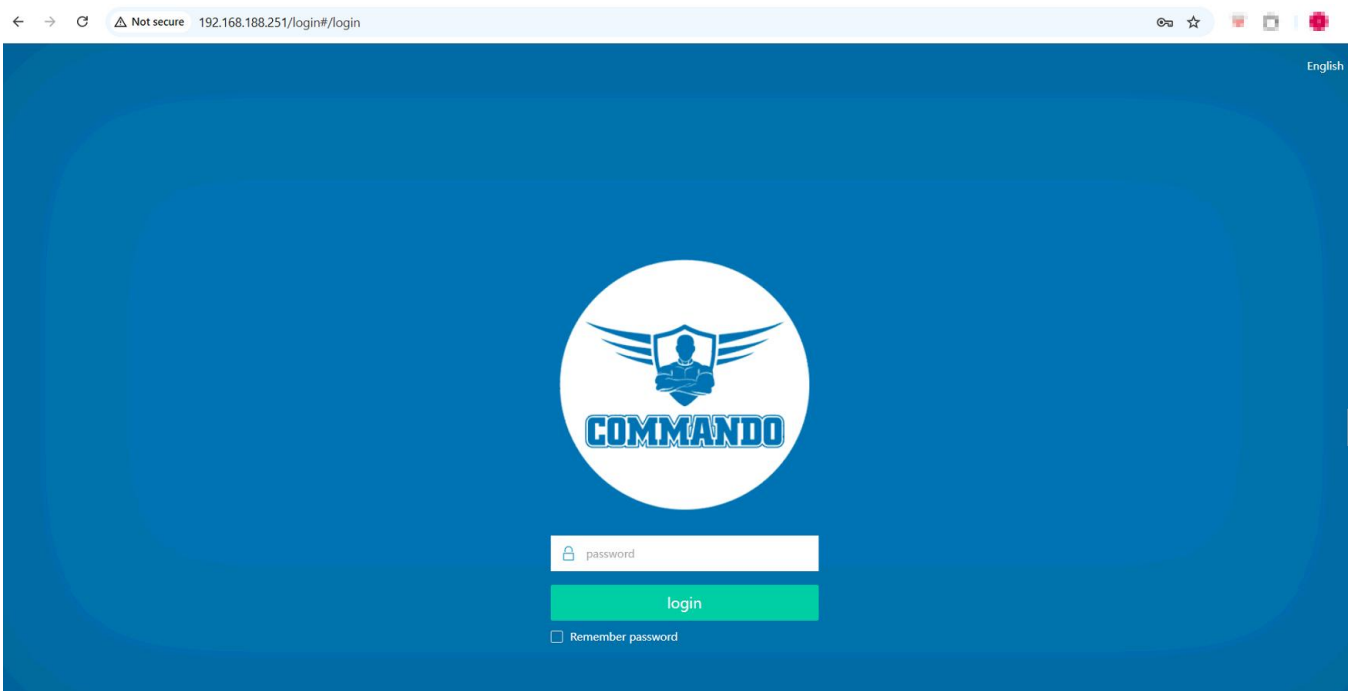 Not secure 192.168.188.251/login#/login
English
COMMANDO
password
login
Remember password